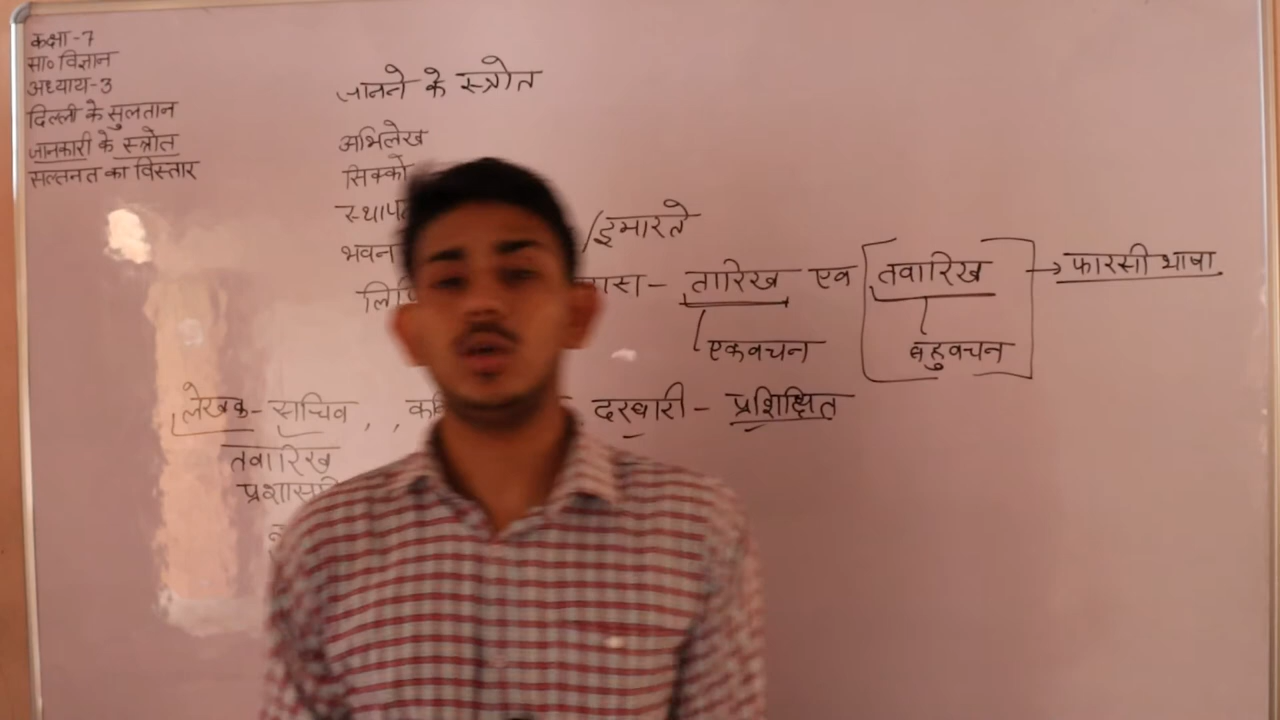 कक्षा-7
सा० विज्ञान
अध्याय-3
दिल्ली के सुलतान
जानकारी के स्त्रोत
सल्तनत का विस्तार
जानने के स्त्रोत
अभिलेख
सिक्को
/इमारते
भवन
तारिख एव तवारिख → फारसी भाषा
एकवचन बहुवचन
लेखक- सचिव , , दरबारी- प्रशिक्षित
तवारिख